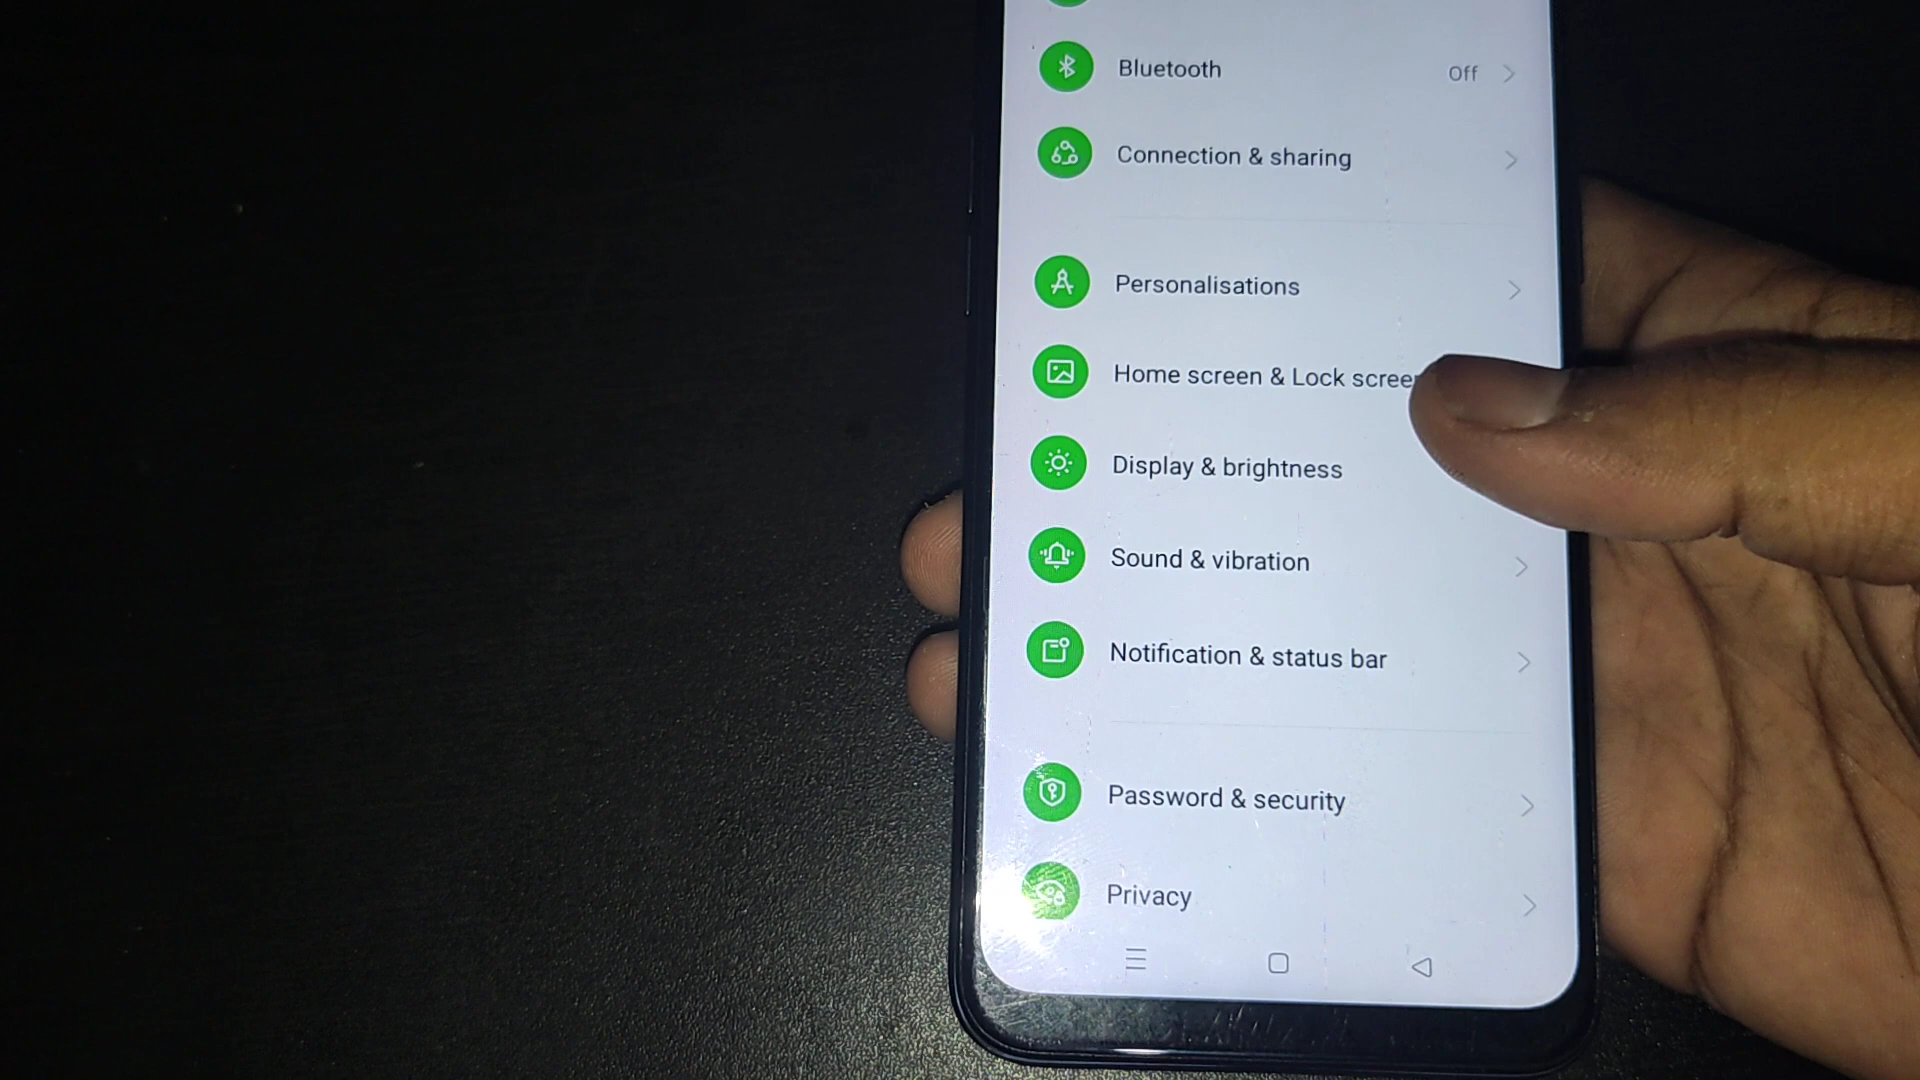 Bluetooth Off
Connection & sharing
Personalisations
Home screen & Lock screen
Display & brightness
Sound & vibration
Notification & status bar
Password & security
Privacy